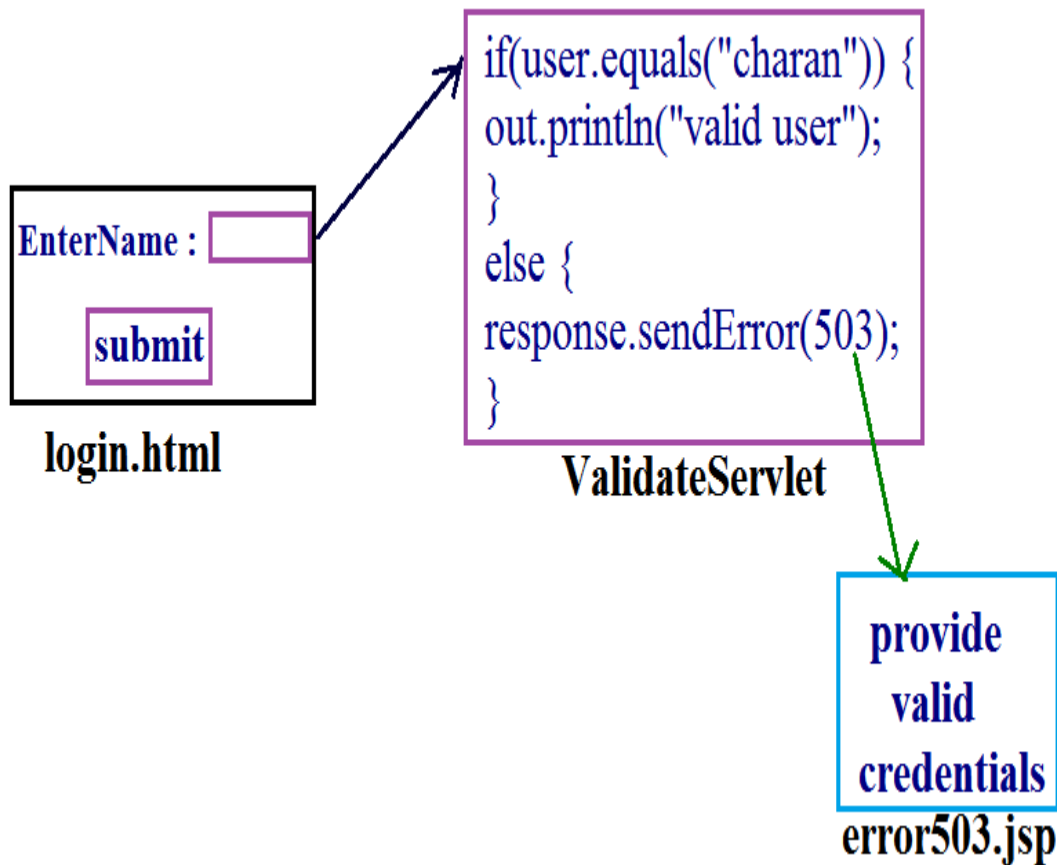 EnterName :
submit
login.html
if(user.equals("charan")) {
out.println("valid user");
}
else {
response.sendError(503);
}
ValidateServlet
provide
valid
credentials
error503.jsp